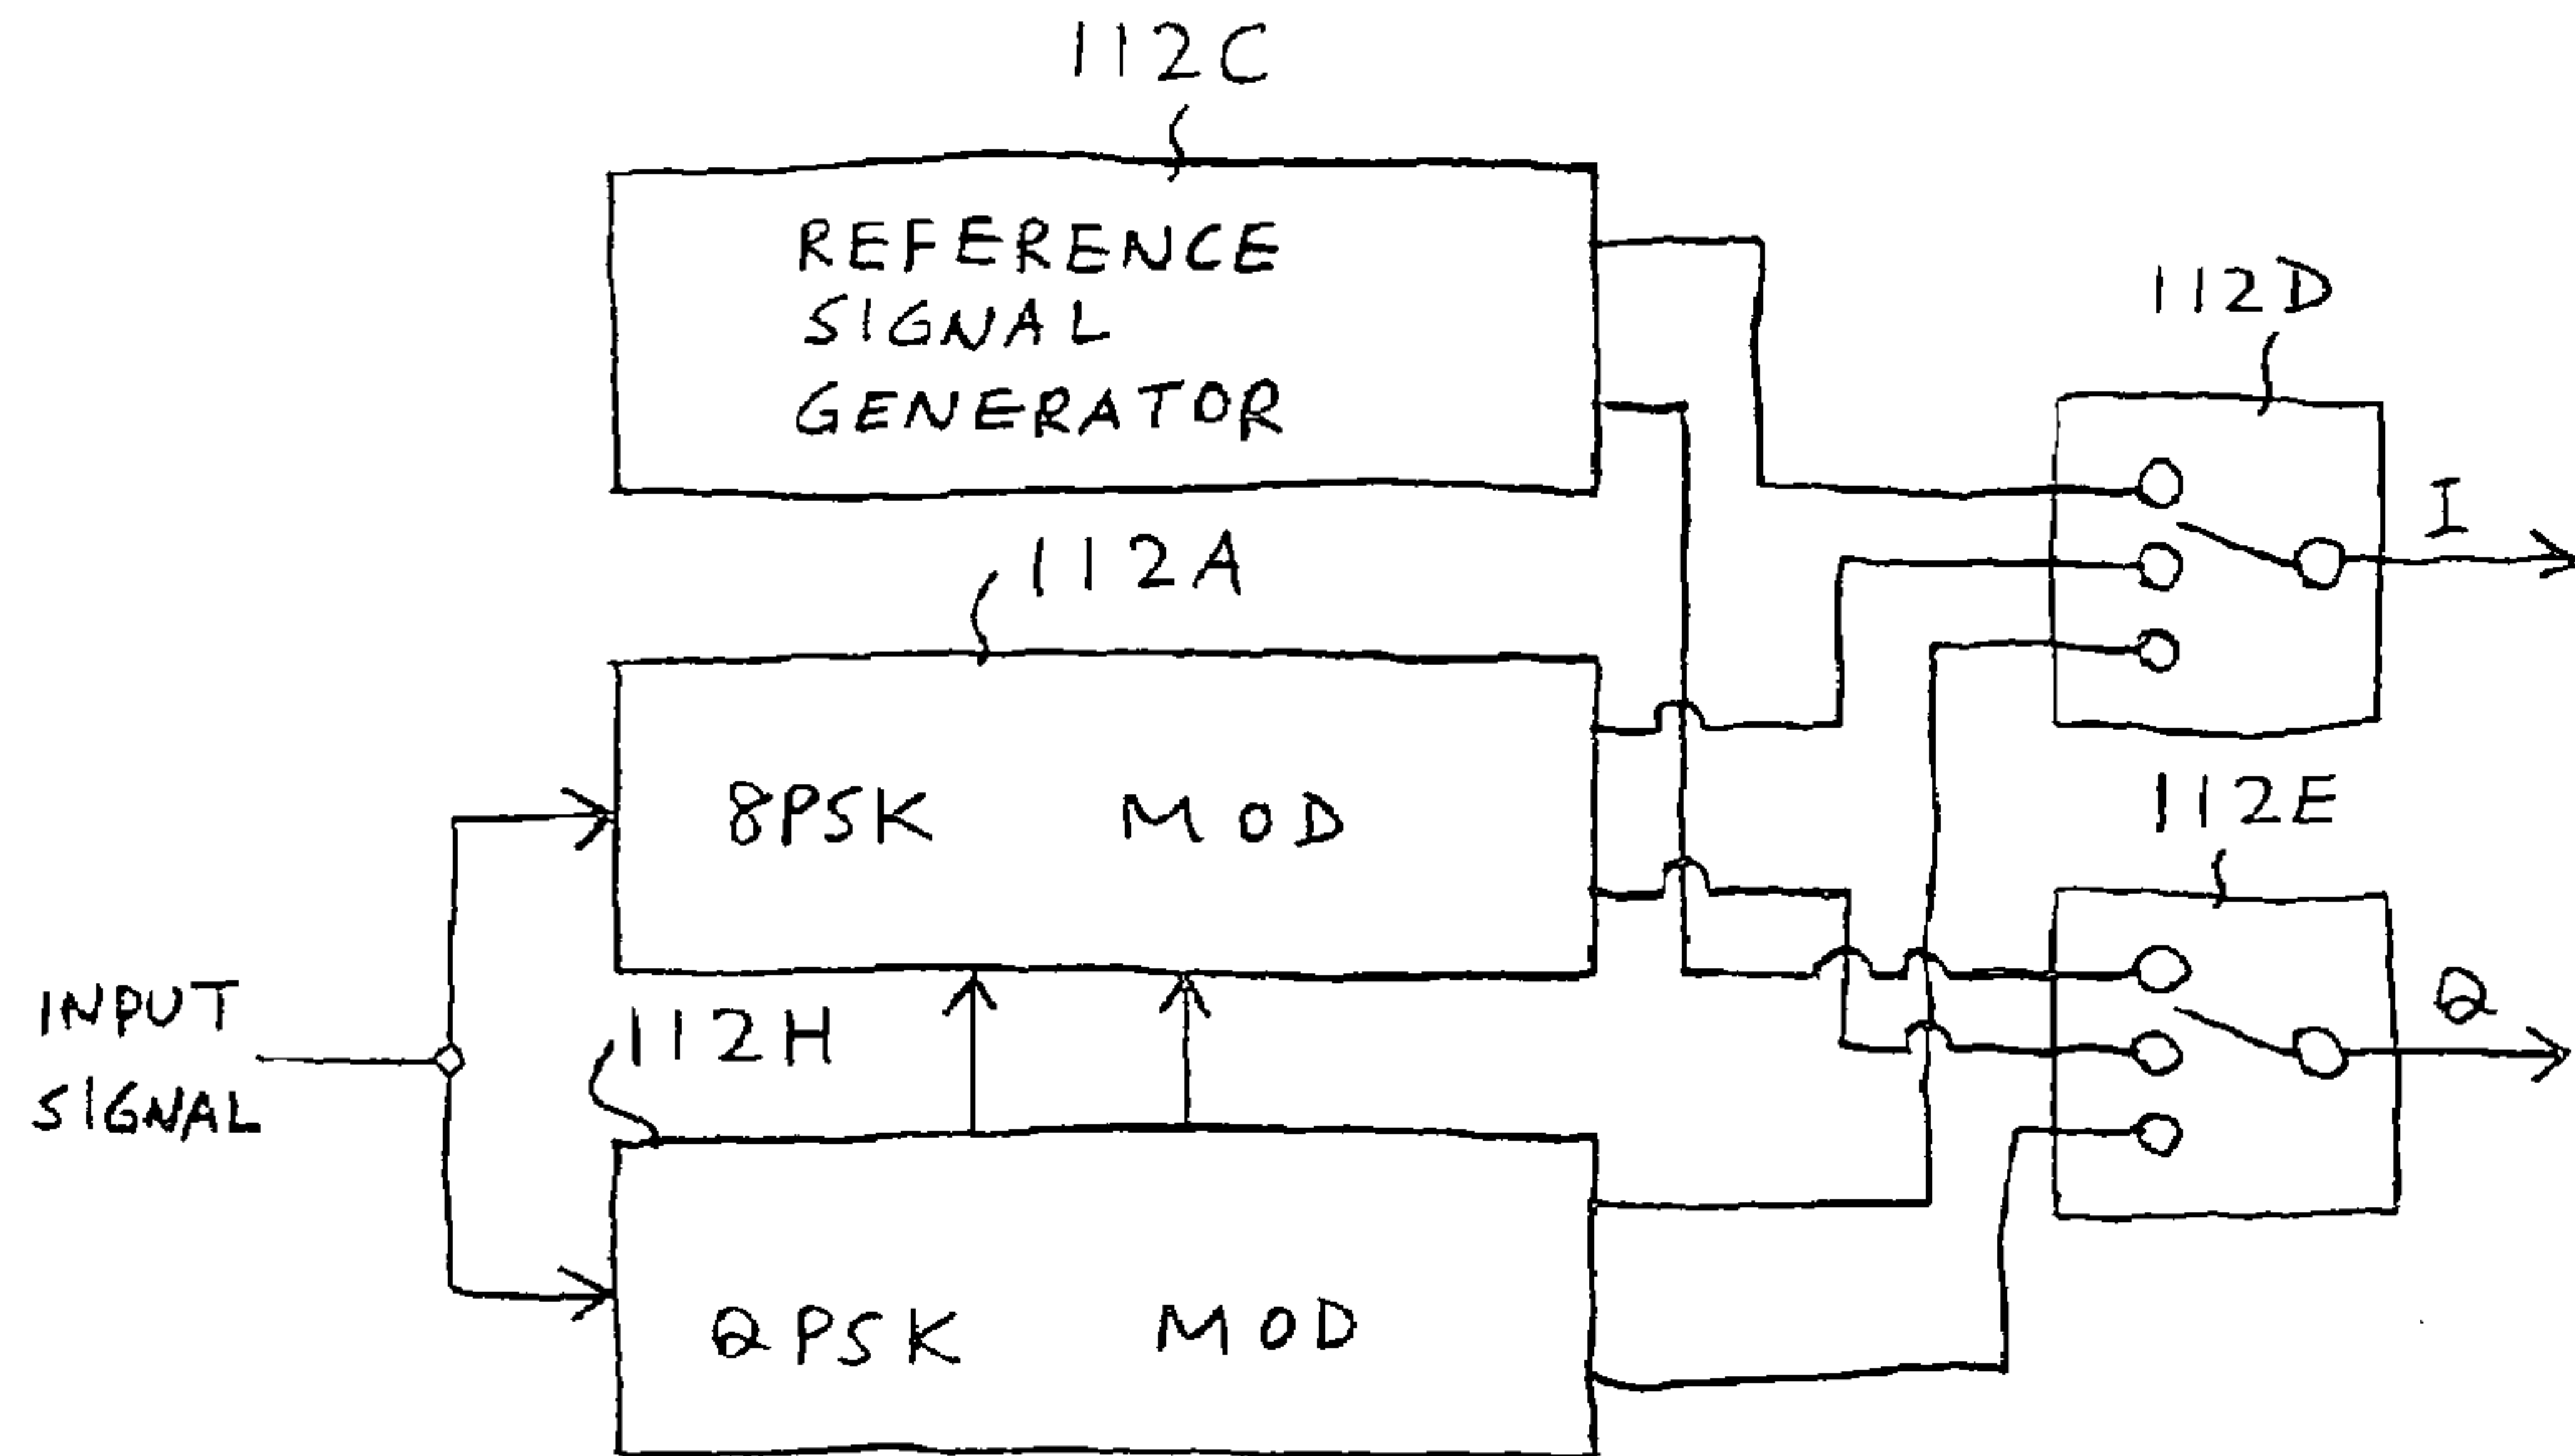 112C
REFERENCE
SIGNAL
GENERATOR
112D
I
112A
8PSK MOD
112E
Q
INPUT
SIGNAL
112H
QPSK MOD